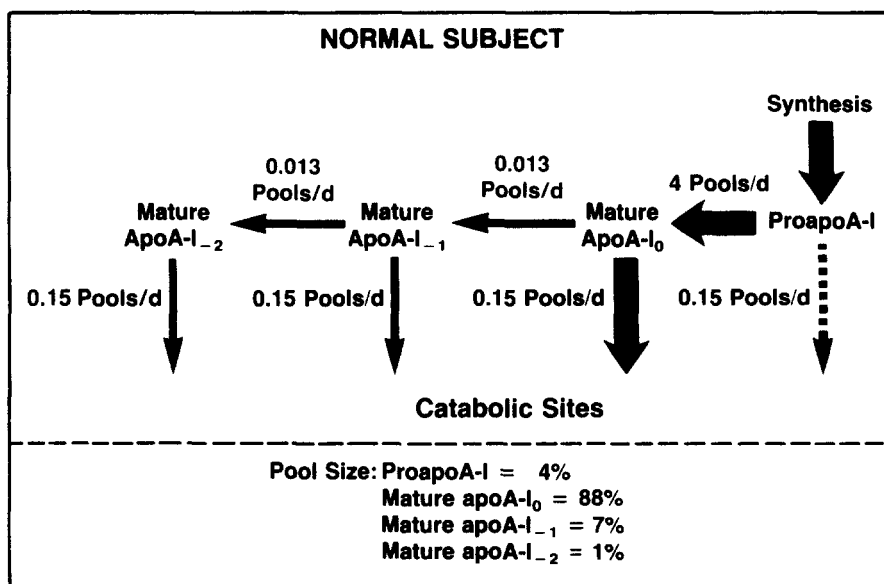 NORMAL SUBJECT
Synthesis
0.013
Pools/d
0.013
Pools/d
4 Pools/d
Mature
ApoA-I₋₂
Mature
ApoA-I₋₁
Mature
ApoA-I₀
ProapoA-I
0.15 Pools/d
0.15 Pools/d
0.15 Pools/d
0.15 Pools/d
Catabolic Sites
Pool Size: ProapoA-I = 4%
Mature apoA-I₀ = 88%
Mature apoA-I₋₁ = 7%
Mature apoA-I₋₂ = 1%